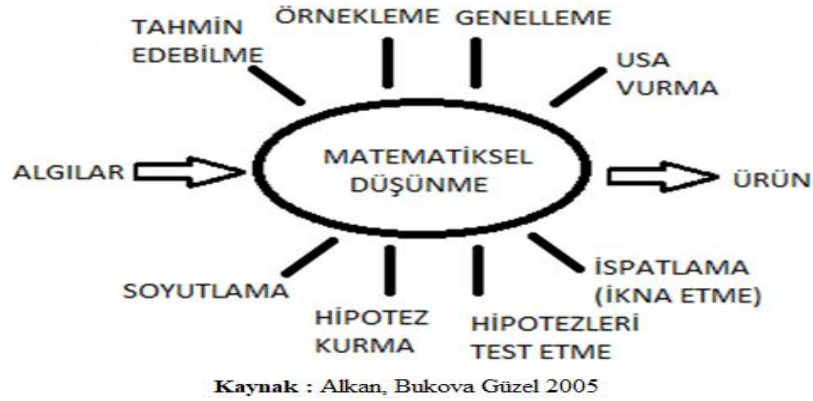 TAHMİN
EDEBİLME
ÖRNEKLEME
GENELLEME
USA
VURMA
ALGILAR
MATEMATİKSEL
DÜŞÜNME
ÜRÜN
SOYUTLAMA
HİPOTEZ
KURMA
HİPOTEZLERİ
TEST ETME
İSPATLAMA
(İKNA ETME)
Kaynak : Alkan, Bukova Güzel 2005